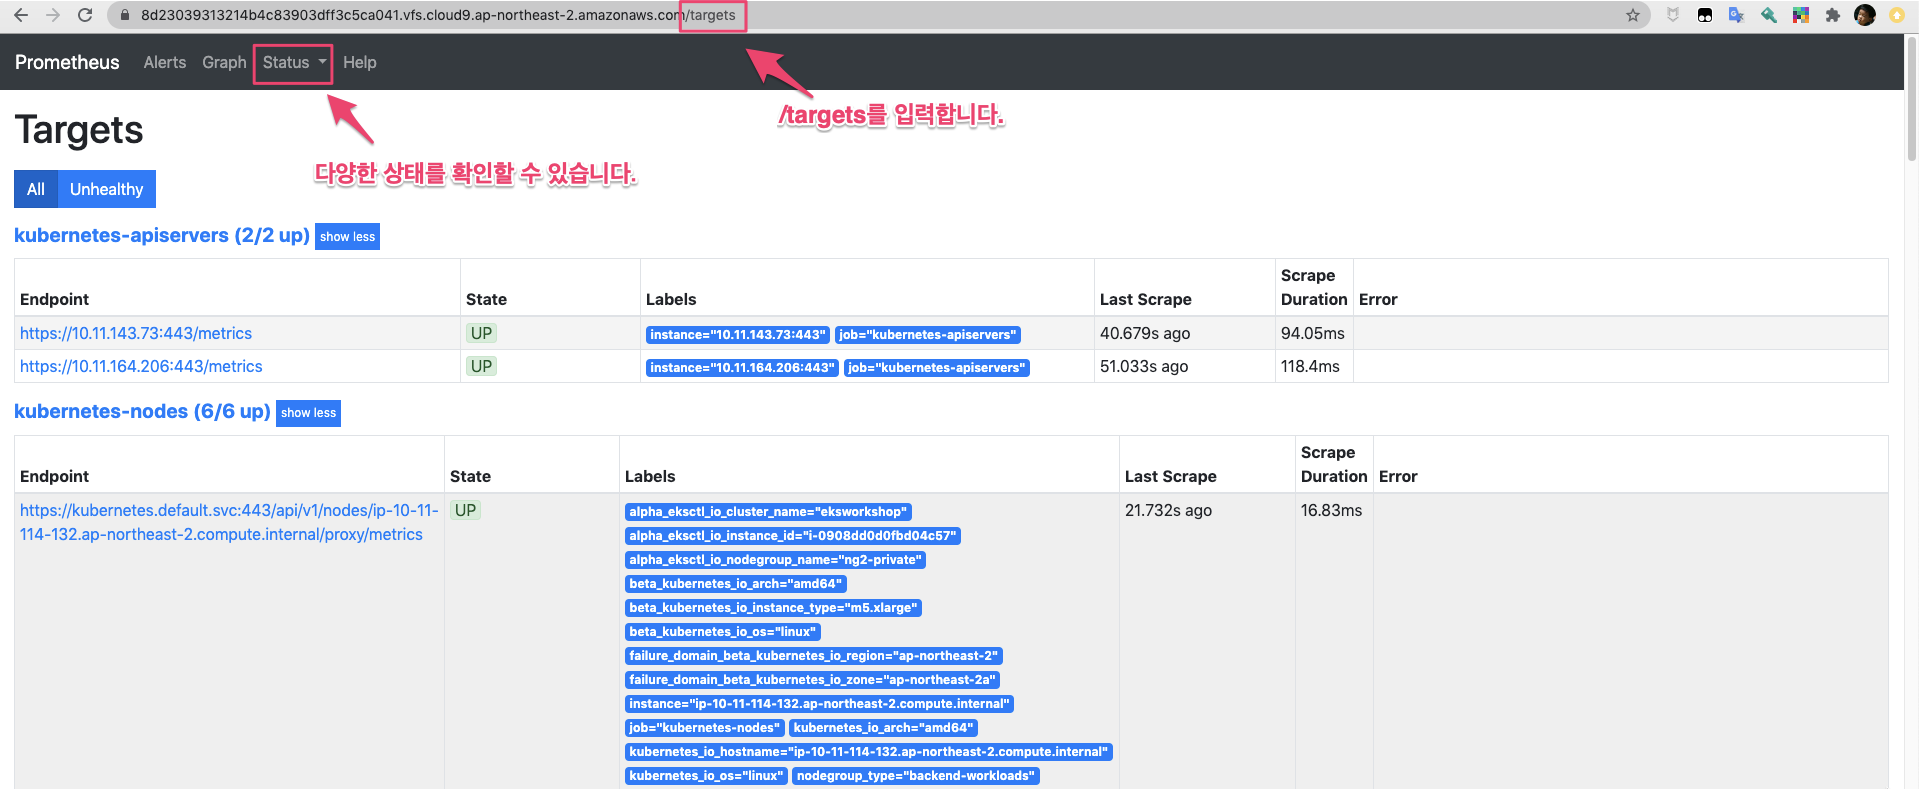 8d23039313214b4c83903dff3c5ca041.vfs.cloud9.ap-northeast-2.amazonaws.com/targets
Prometheus Alerts Graph Status Help
/targets를 입력합니다.
Targets
다양한 상태를 확인할 수 있습니다.
All Unhealthy
kubernetes-apiservers (2/2 up) show less
Endpoint State Labels Last Scrape Scrape Duration Error
https://10.11.143.73:443/metrics UP instance="10.11.143.73:443" job="kubernetes-apiservers" 40.679s ago 94.05ms
https://10.11.164.206:443/metrics UP instance="10.11.164.206:443" job="kubernetes-apiservers" 51.033s ago 118.4ms
kubernetes-nodes (6/6 up) show less
Endpoint State Labels Last Scrape Scrape Duration Error
https://kubernetes.default.svc:443/api/v1/nodes/ip-10-11-
114-132.ap-northeast-2.compute.internal/proxy/metrics
UP
alpha_eksctl_io_cluster_name="eksworkshop"
alpha_eksctl_io_instance_id="i-0908dd0d0fbd04c57"
alpha_eksctl_io_nodegroup_name="ng2-private"
beta_kubernetes_io_arch="amd64"
beta_kubernetes_io_instance_type="m5.xlarge"
beta_kubernetes_io_os="linux"
failure_domain_beta_kubernetes_io_region="ap-northeast-2"
failure_domain_beta_kubernetes_io_zone="ap-northeast-2a"
instance="ip-10-11-114-132.ap-northeast-2.compute.internal"
job="kubernetes-nodes" kubernetes_io_arch="amd64"
kubernetes_io_hostname="ip-10-11-114-132.ap-northeast-2.compute.internal"
kubernetes_io_os="linux" nodegroup_type="backend-workloads"
21.732s ago 16.83ms